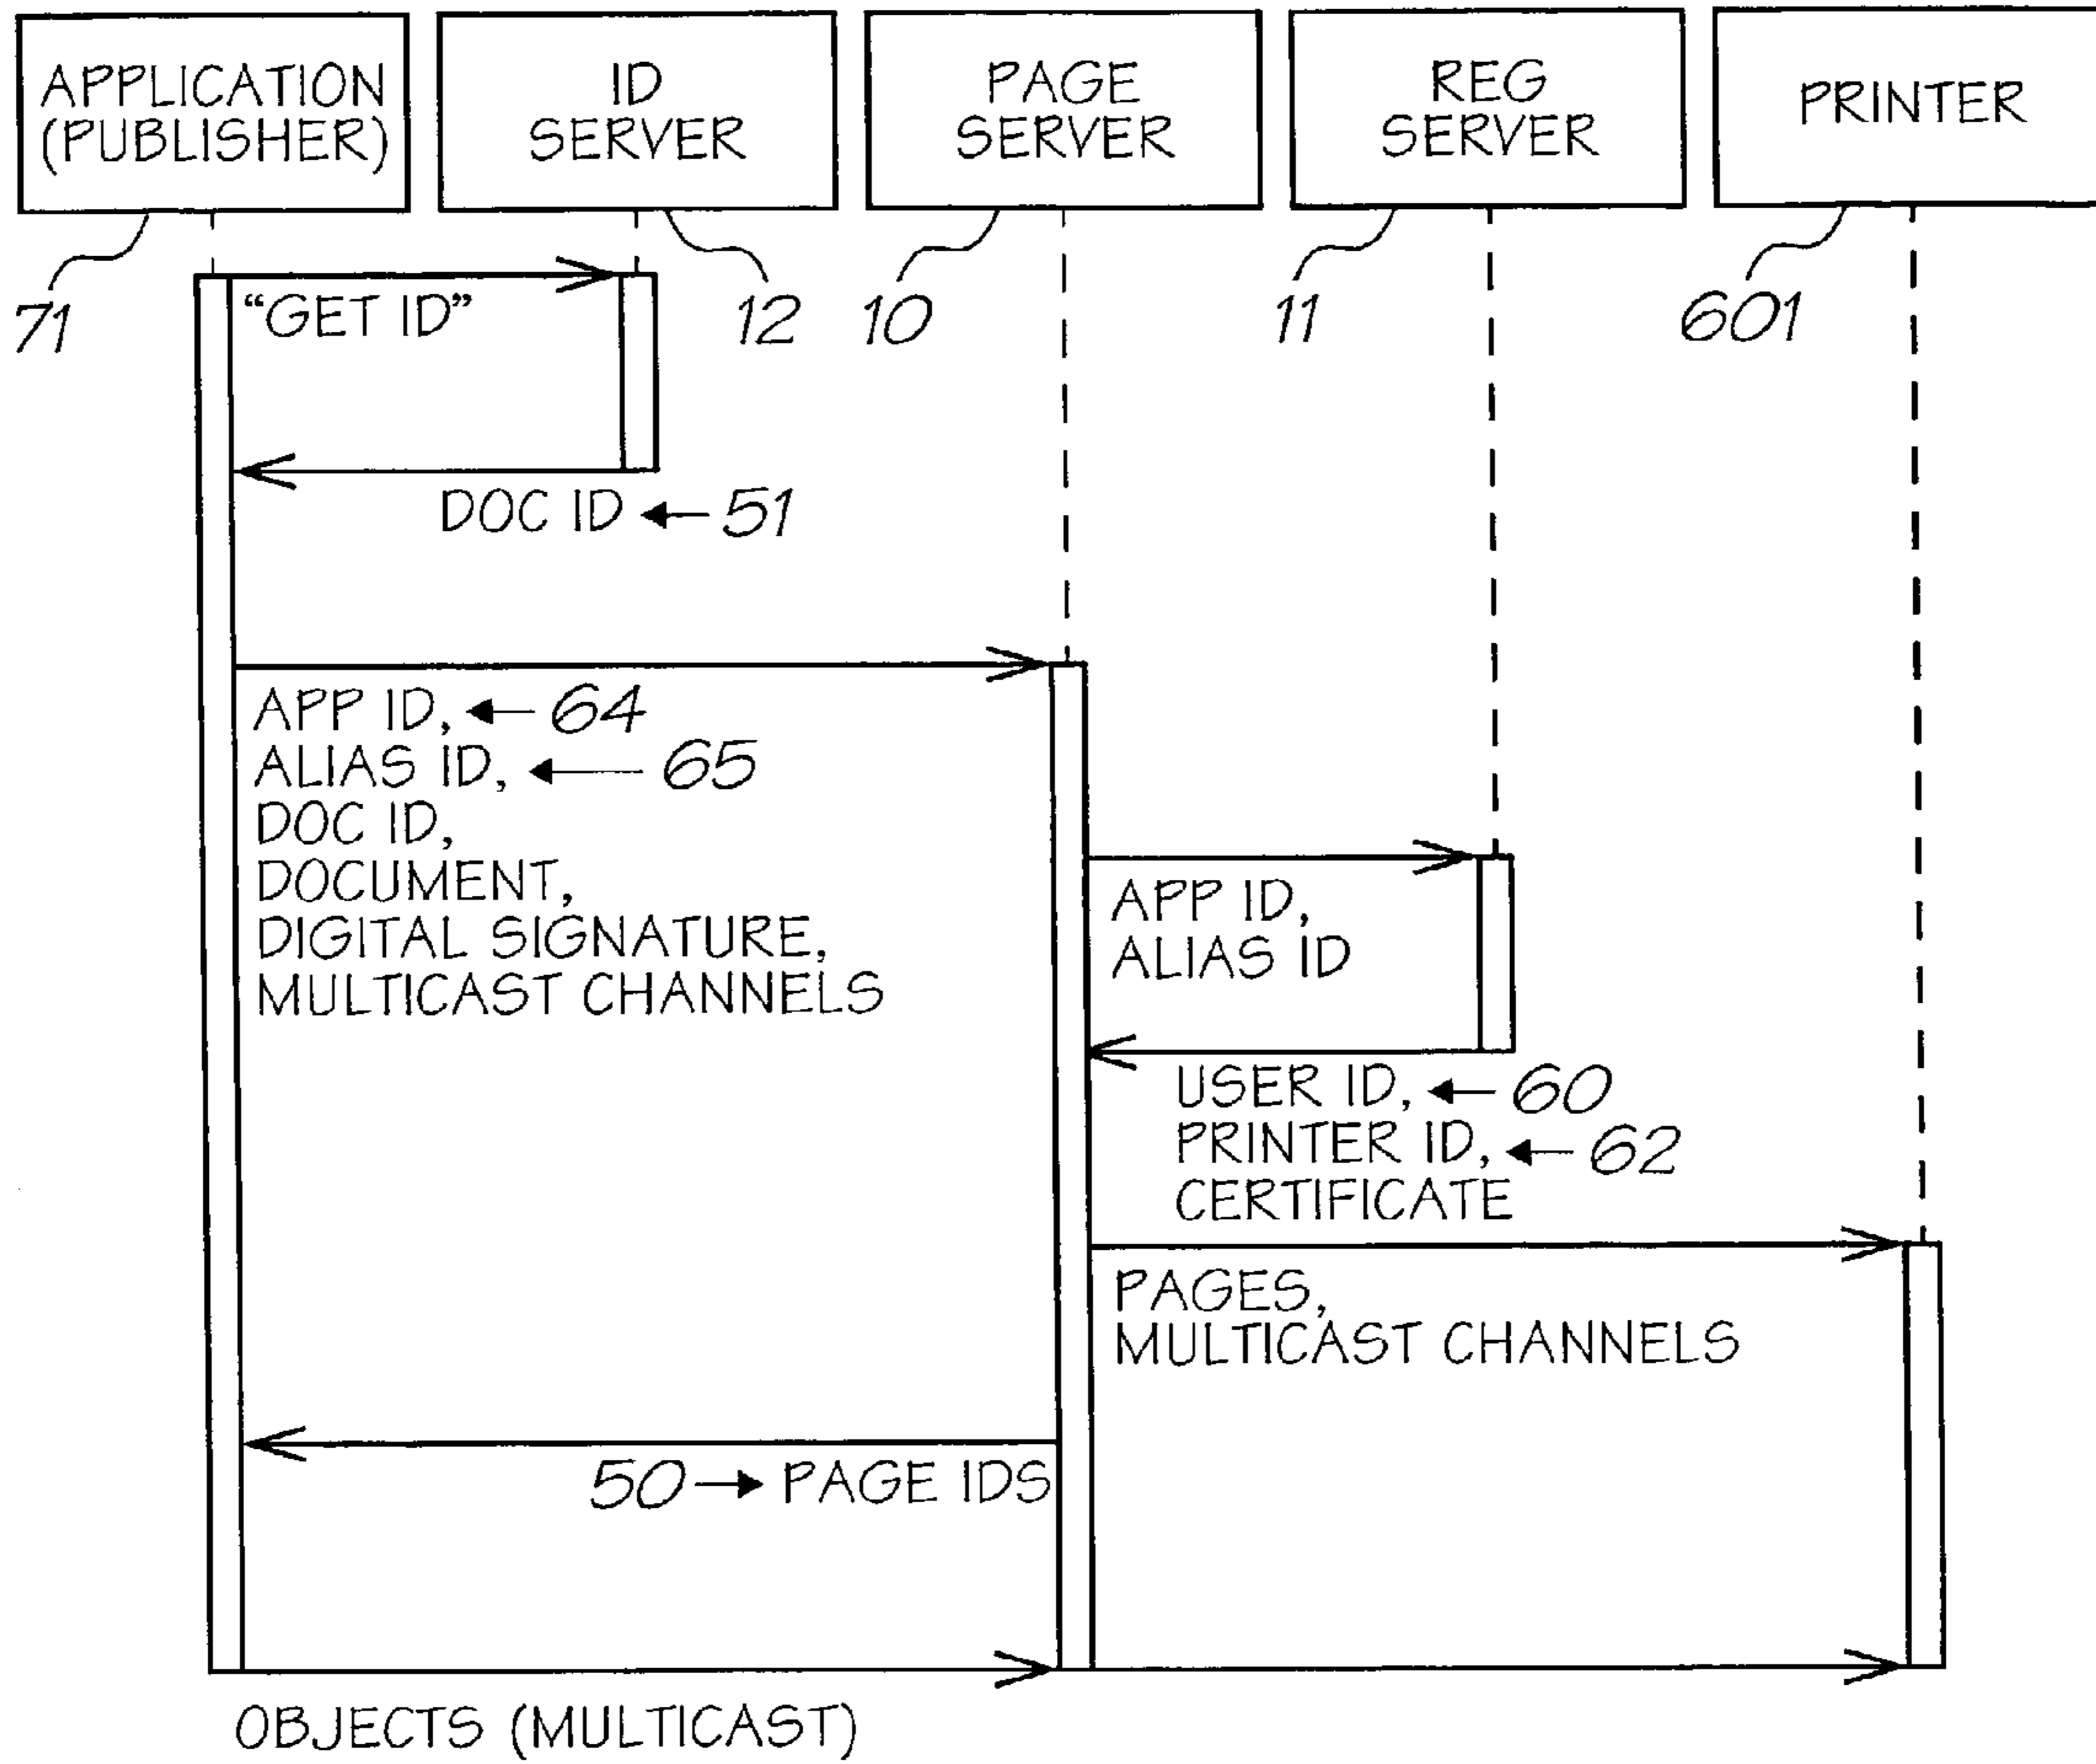 APPLICATION
(PUBLISHER)
ID
SERVER
PAGE
SERVER
REG
SERVER
PRINTER
71
12
10
11
601
“GET ID”
DOC ID 51
APP ID, 64
ALIAS ID, 65
DOC ID,
DOCUMENT,
DIGITAL SIGNATURE,
MULTICAST CHANNELS
APP ID,
ALIAS ID
USER ID, 60
PRINTER ID, 62
CERTIFICATE
PAGES,
MULTICAST CHANNELS
50 PAGE IDS
OBJECTS (MULTICAST)